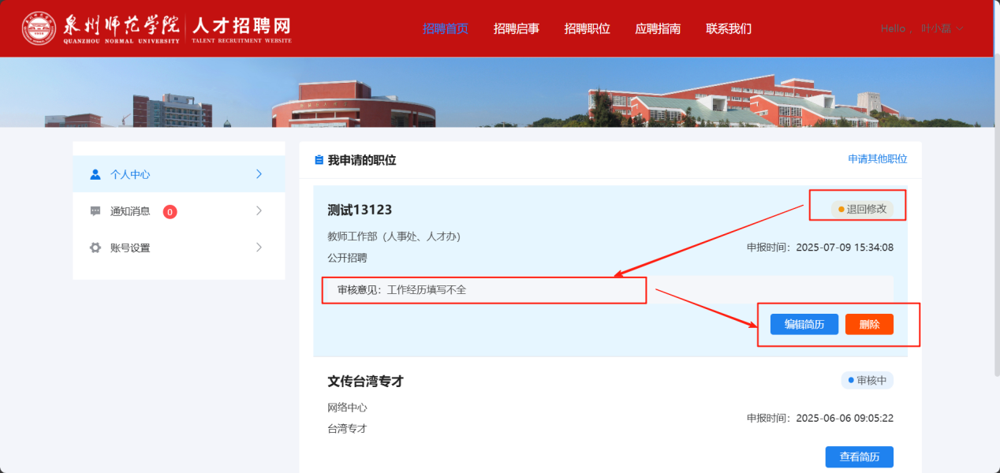 泉州师范学院 人才招聘网
QUANZHOU NORMAL UNIVERSITY TALENT RECRUITMENT WEBSITE
招聘首页 招聘启事 招聘职位 应聘指南 联系我们
Hello ， 叶小磊
个人中心
通知消息 0
账号设置
我申请的职位 申请其他职位
测试13123 退回修改
教师工作部（人事处、人才办）
申报时间：2025-07-09 15:34:08
公开招聘
审核意见：工作经历填写不全
编辑简历 删除
文传台湾专才 审核中
网络中心
申报时间：2025-06-06 09:05:22
台湾专才
查看简历